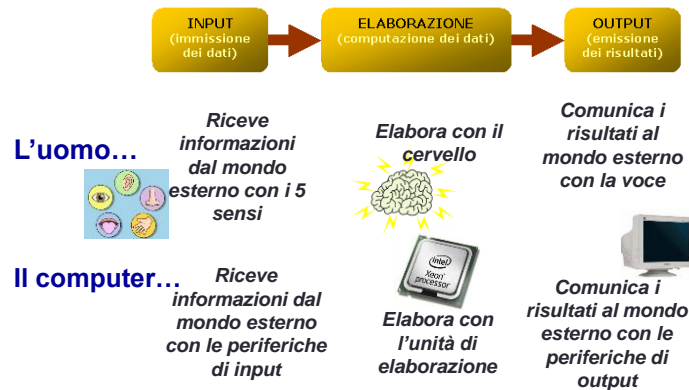 INPUT
(immissione
dei dati)
ELABORAZIONE
(computazione dei dati)
OUTPUT
(emissione
dei risultati)
L'uomo…
Riceve
informazioni
dal mondo
esterno con i 5
sensi
Elabora con il
cervello
Comunica i
risultati al
mondo esterno
con la voce
Il computer…
Riceve
informazioni dal
mondo esterno
con le periferiche
di input
intel
Xeon
processor
Elabora con
l'unità di
elaborazione
Comunica i
risultati al mondo
esterno con le
periferiche di
output